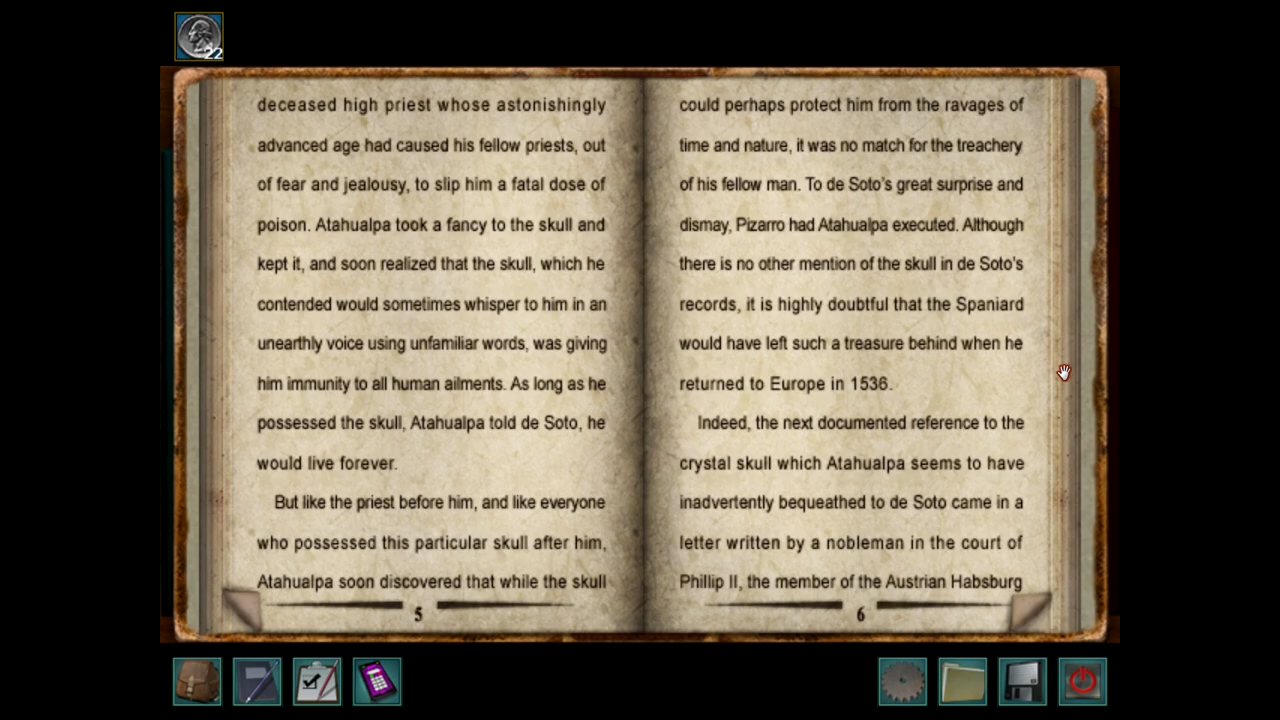 22
deceased high priest whose astonishingly
advanced age had caused his fellow priests, out
of fear and jealousy, to slip him a fatal dose of
poison. Atahualpa took a fancy to the skull and
kept it, and soon realized that the skull, which he
contended would sometimes whisper to him in an
unearthly voice using unfamiliar words, was giving
him immunity to all human ailments. As long as he
possessed the skull, Atahualpa told de Soto, he
would live forever.
But like the priest before him, and like everyone
who possessed this particular skull after him,
Atahualpa soon discovered that while the skull
5
could perhaps protect him from the ravages of
time and nature, it was no match for the treachery
of his fellow man. To de Soto's great surprise and
dismay, Pizarro had Atahualpa executed. Although
there is no other mention of the skull in de Soto's
records, it is highly doubtful that the Spaniard
would have left such a treasure behind when he
returned to Europe in 1536.
Indeed, the next documented reference to the
crystal skull which Atahualpa seems to have
inadvertently bequeathed to de Soto came in a
letter written by a nobleman in the court of
Phillip II, the member of the Austrian Habsburg
6